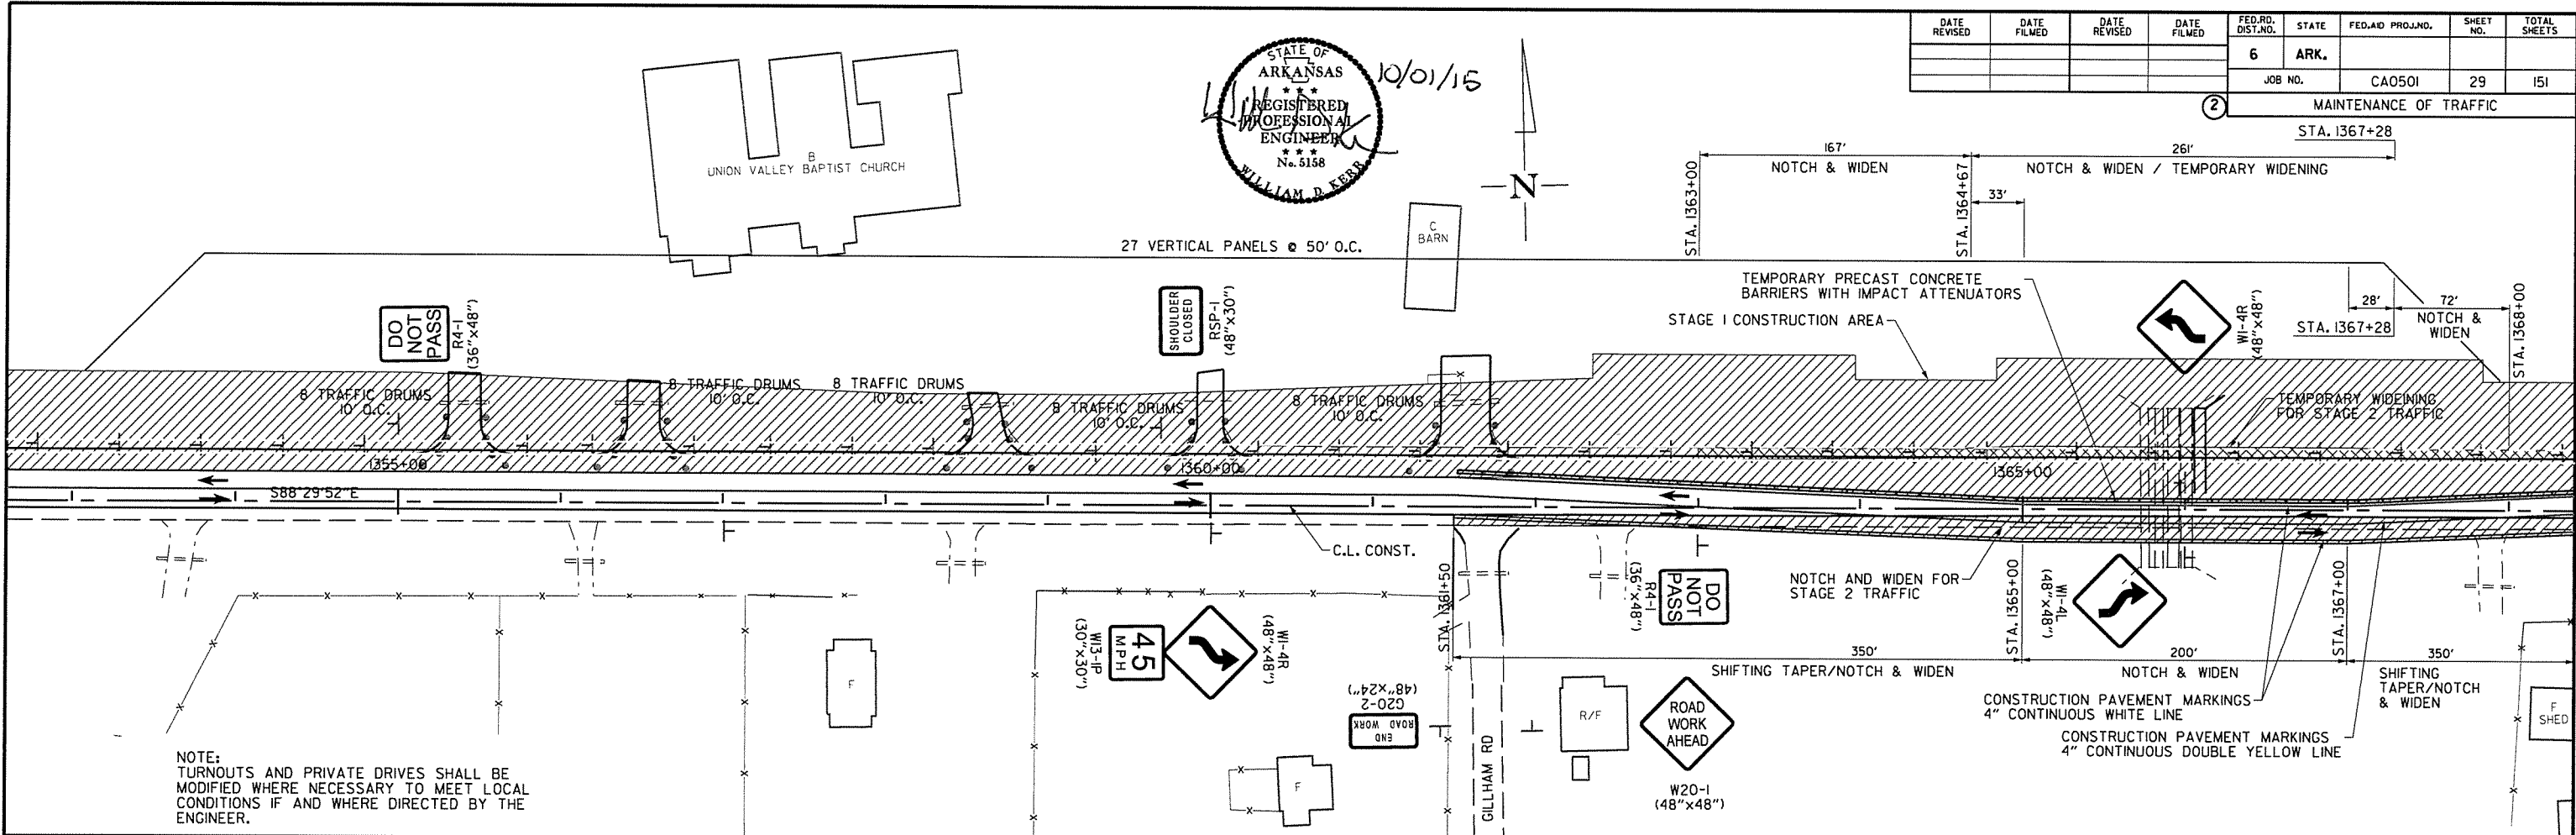 DATE REVISED
DATE FILMED
DATE REVISED
DATE FILMED
FED.RD. DIST.NO.
STATE
FED.AID PROJ.NO.
SHEET NO.
TOTAL SHEETS
6
ARK.
JOB NO.
CA0501
29
151
2
MAINTENANCE OF TRAFFIC
STATE OF
ARKANSAS
REGISTERED
PROFESSIONAL
ENGINEER
No. 5158
WILLIAM D. KERR
10/01/15
N
B
UNION VALLEY BAPTIST CHURCH
C
BARN
27 VERTICAL PANELS @ 50' O.C.
STA. 1363+00
167'
NOTCH & WIDEN
STA. 1364+67
STA. 1367+28
261'
NOTCH & WIDEN / TEMPORARY WIDENING
33'
TEMPORARY PRECAST CONCRETE
BARRIERS WITH IMPACT ATTENUATORS
STAGE 1 CONSTRUCTION AREA
W1-4R
(48"x48")
28'
72'
STA. 1367+28
NOTCH &
WIDEN
STA. 1368+00
DO
NOT
PASS
R4-1
(36"x48")
SHOULDER
CLOSED
RSP-1
(48"x30")
8 TRAFFIC DRUMS
10' O.C.
8 TRAFFIC DRUMS
10' O.C.
8 TRAFFIC DRUMS
10' O.C.
8 TRAFFIC DRUMS
10' O.C.
8 TRAFFIC DRUMS
10' O.C.
TEMPORARY WIDEINING
FOR STAGE 2 TRAFFIC
1355+00
1360+00
1365+00
S88°29'52"E
C.L. CONST.
STA. 1361+50
R4-1
(36"x48")
DO
NOT
PASS
NOTCH AND WIDEN FOR
STAGE 2 TRAFFIC
STA. 1365+00
W1-4L
(48"x48")
STA. 1367+00
45
MPH
W13-1P
(30"x30")
W1-4R
(48"x48")
350'
SHIFTING TAPER/NOTCH & WIDEN
200'
NOTCH & WIDEN
350'
SHIFTING
TAPER/NOTCH
& WIDEN
CONSTRUCTION PAVEMENT MARKINGS
4" CONTINUOUS WHITE LINE
CONSTRUCTION PAVEMENT MARKINGS
4" CONTINUOUS DOUBLE YELLOW LINE
END
ROAD WORK
G20-2
(48"x24")
GILLHAM RD
R/F
ROAD
WORK
AHEAD
W20-1
(48"x48")
F
F
F
SHED
NOTE:
TURNOUTS AND PRIVATE DRIVES SHALL BE
MODIFIED WHERE NECESSARY TO MEET LOCAL
CONDITIONS IF AND WHERE DIRECTED BY THE
ENGINEER.